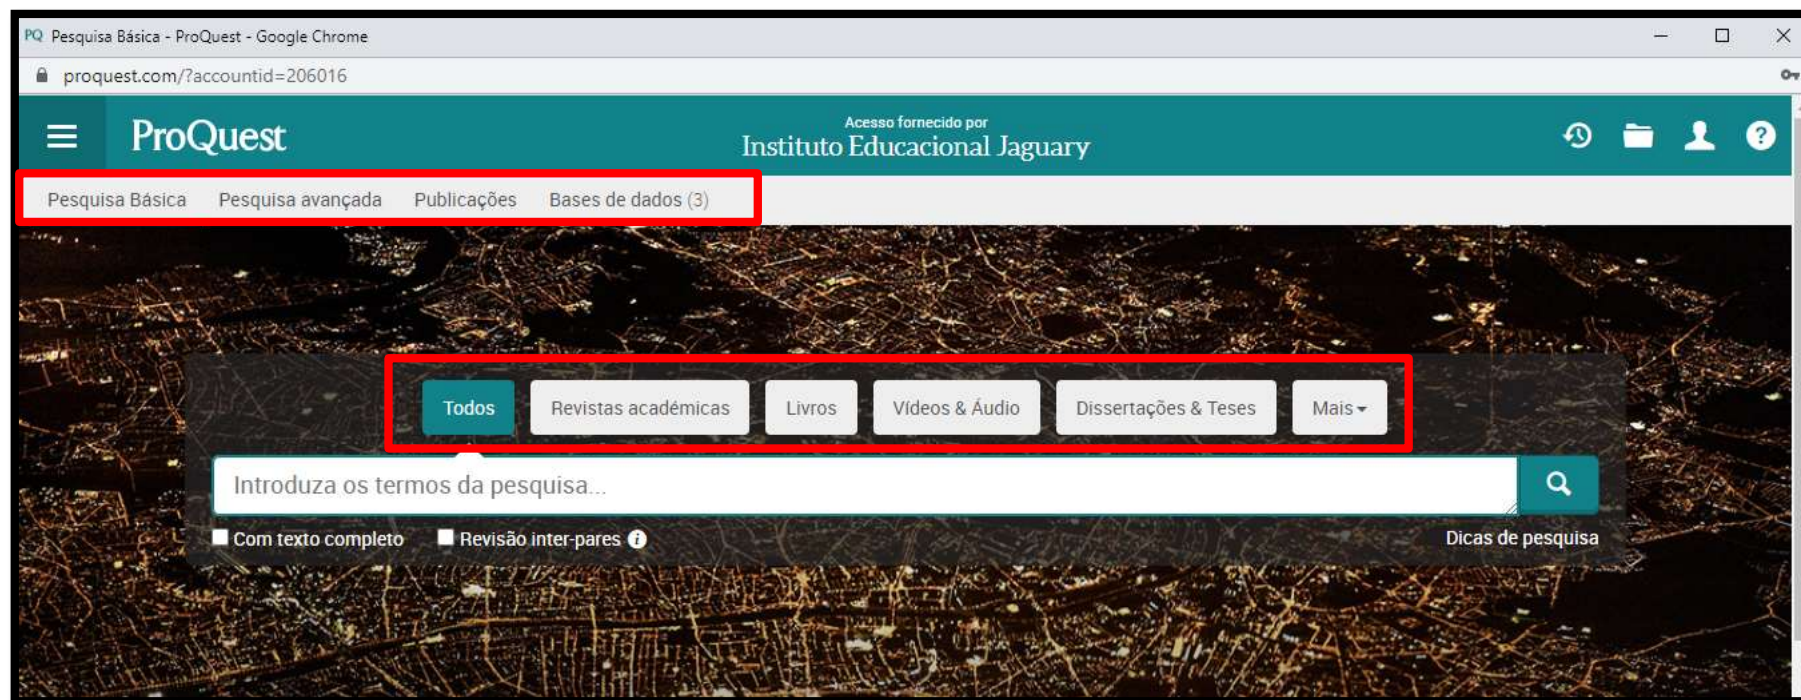 PQ Pesquisa Básica - ProQuest - Google Chrome
proquest.com/?accountid=206016
ProQuest
Acesso fornecido por
Instituto Educacional Jaguary
Pesquisa Básica Pesquisa avançada Publicações Bases de dados (3)
Todos Revistas académicas Livros Vídeos & Áudio Dissertações & Teses Mais
Introduza os termos da pesquisa...
Com texto completo Revisão inter-pares Dicas de pesquisa